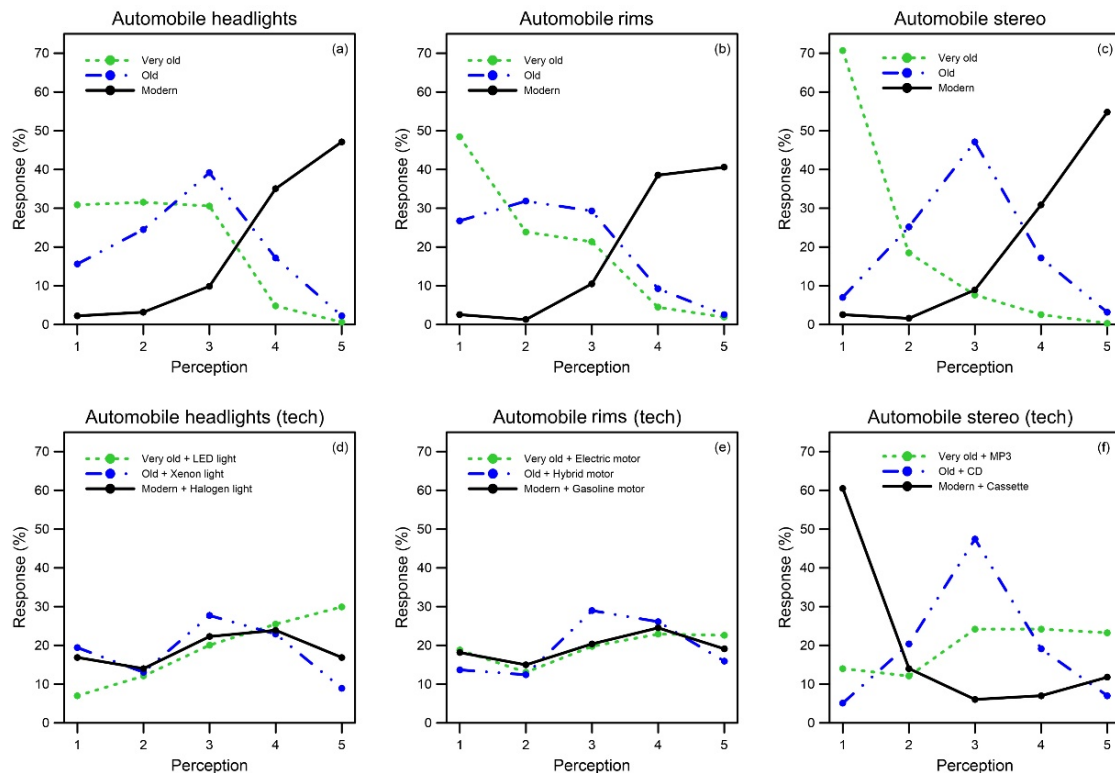 Automobile headlights
(a)
Very old
Old
Modern
Response (%)
70
60
50
40
30
20
10
0
1 2 3 4 5
Perception
Automobile rims
(b)
Very old
Old
Modern
Response (%)
70
60
50
40
30
20
10
0
1 2 3 4 5
Perception
Automobile stereo
(c)
Very old
Old
Modern
Response (%)
70
60
50
40
30
20
10
0
1 2 3 4 5
Perception
Automobile headlights (tech)
(d)
Very old + LED light
Old + Xenon light
Modern + Halogen light
Response (%)
70
60
50
40
30
20
10
0
1 2 3 4 5
Perception
Automobile rims (tech)
(e)
Very old + Electric motor
Old + Hybrid motor
Modern + Gasoline motor
Response (%)
70
60
50
40
30
20
10
0
1 2 3 4 5
Perception
Automobile stereo (tech)
(f)
Very old + MP3
Old + CD
Modern + Cassette
Response (%)
70
60
50
40
30
20
10
0
1 2 3 4 5
Perception